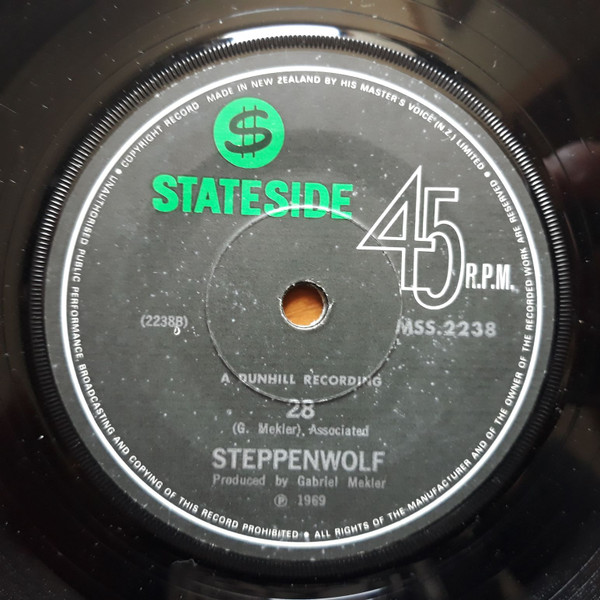 ● COPYRIGHT RECORD MADE IN NEW ZEALAND BY HIS MASTER'S VOICE (N.Z.) LIMITED ●
$
STATESIDE
45
R.P.M.
(2238B)
MSS.2238
A DUNHILL RECORDING
28
(G. Mekler), Associated
STEPPENWOLF
Produced by Gabriel Mekler
℗ 1969
UNAUTHORISED PUBLIC PERFORMANCE, BROADCASTING AND COPYING OF THIS RECORD PROHIBITED ● ALL RIGHTS OF THE MANUFACTURER AND OF THE OWNER OF THE RECORDED WORK ARE RESERVED